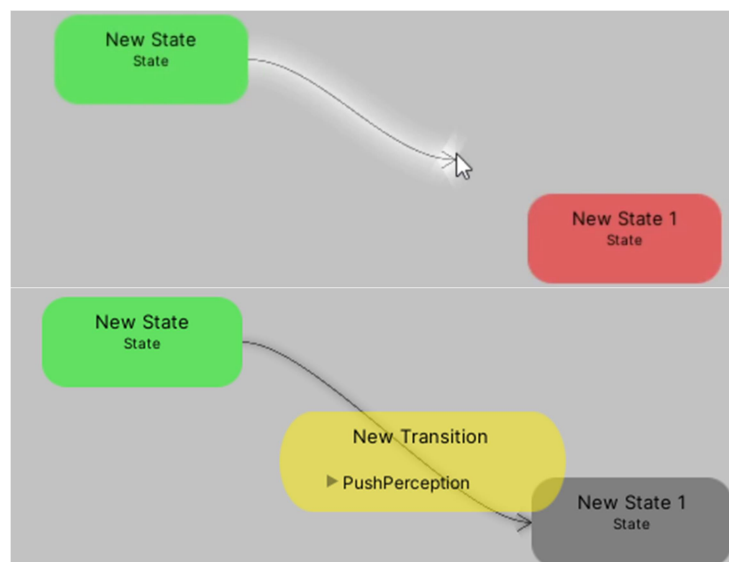 New State
State
New State 1
State
New State
State
New Transition
PushPerception
New State 1
State